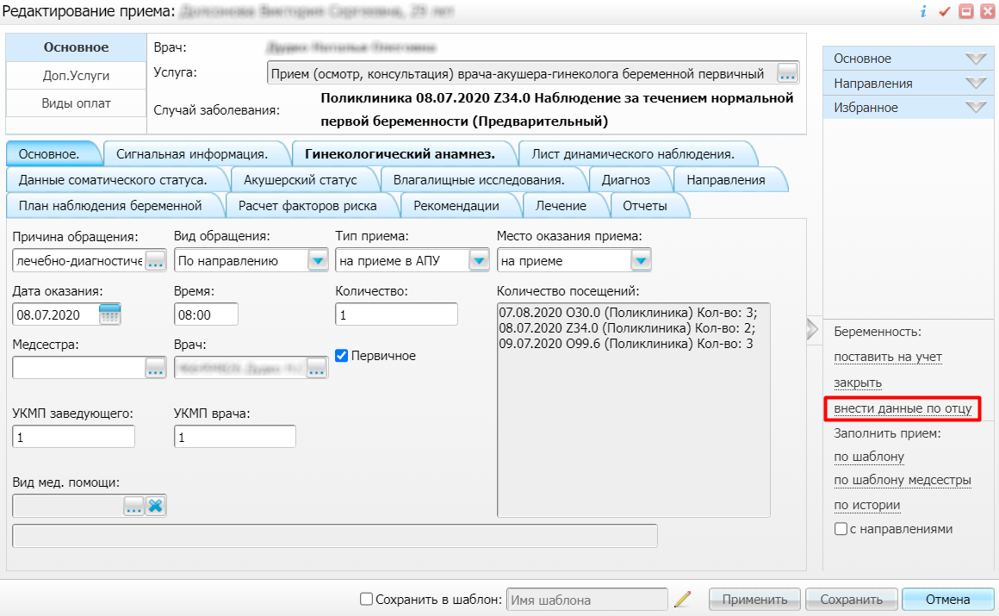 Редактирование приема:
Основное
Доп.Услуги
Виды оплат
Врач:
Услуга: Прием (осмотр, консультация) врача-акушера-гинеколога беременной первичный ...
Случай заболевания: Поликлиника 08.07.2020 Z34.0 Наблюдение за течением нормальной
первой беременности (Предварительный)
Основное. Сигнальная информация. Гинекологический анамнез. Лист динамического наблюдения.
Данные соматического статуса. Акушерский статус Влагалищные исследования. Диагноз Направления
План наблюдения беременной Расчет факторов риска Рекомендации Лечение Отчеты
Причина обращения: Вид обращения: Тип приема: Место оказания приема:
лечебно-диагностиче ... По направлению на приеме в АПУ на приеме
Дата оказания: Время: Количество: Количество посещений:
08.07.2020 08:00 1
07.08.2020 O30.0 (Поликлиника) Кол-во: 3;
08.07.2020 Z34.0 (Поликлиника) Кол-во: 2;
09.07.2020 O99.6 (Поликлиника) Кол-во: 3
Медсестра: Врач:
... ... Первичное
УКМП заведующего: УКМП врача:
1 1
Вид мед. помощи:
...
Основное
Направления
Избранное
Беременность:
поставить на учет
закрыть
внести данные по отцу
Заполнить прием:
по шаблону
по шаблону медсестры
по истории
с направлениями
Сохранить в шаблон: Имя шаблона Применить Сохранить Отмена